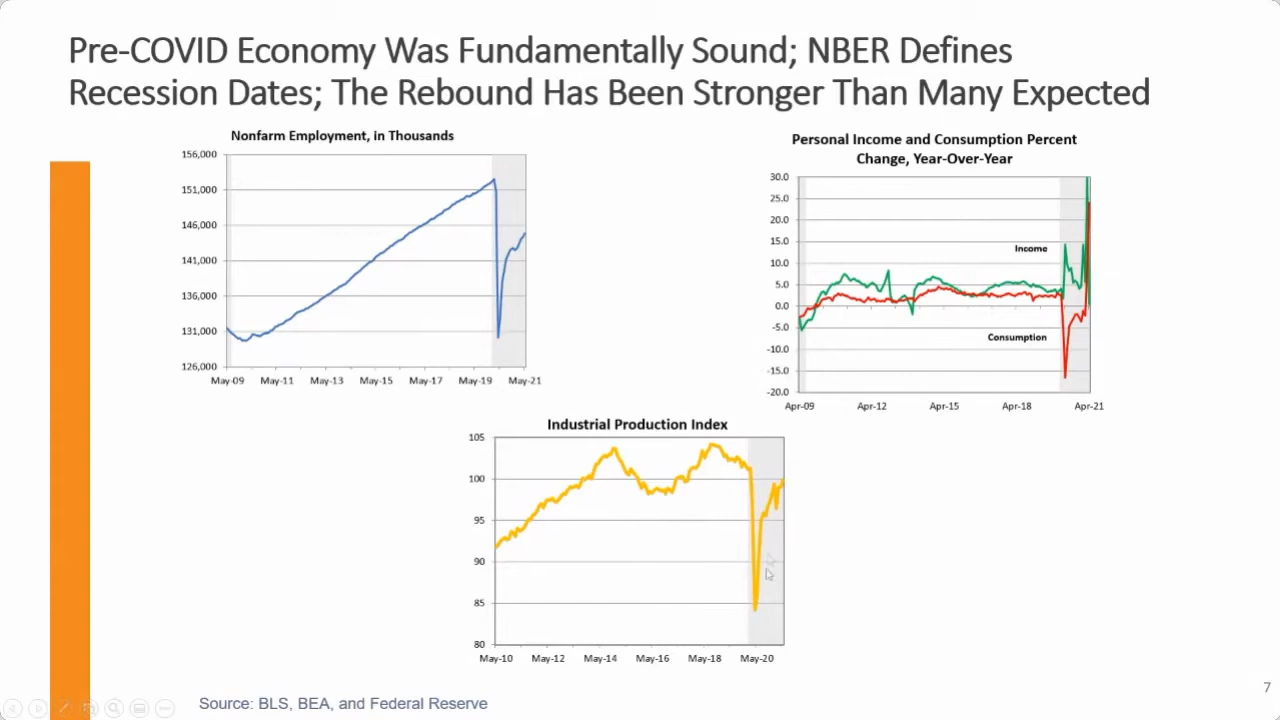 Pre-COVID Economy Was Fundamentally Sound; NBER Defines
Recession Dates; The Rebound Has Been Stronger Than Many Expected
Nonfarm Employment, in Thousands
156,000
151,000
146,000
141,000
136,000
131,000
126,000
May-09 May-11 May-13 May-15 May-17 May-19 May-21
Personal Income and Consumption Percent
Change, Year-Over-Year
30.0
25.0
20.0
15.0
10.0
5.0
0.0
-5.0
-10.0
-15.0
-20.0
Income
Consumption
Apr-09 Apr-12 Apr-15 Apr-18 Apr-21
Industrial Production Index
105
100
95
90
85
80
May-10 May-12 May-14 May-16 May-18 May-20
Source: BLS, BEA, and Federal Reserve
7